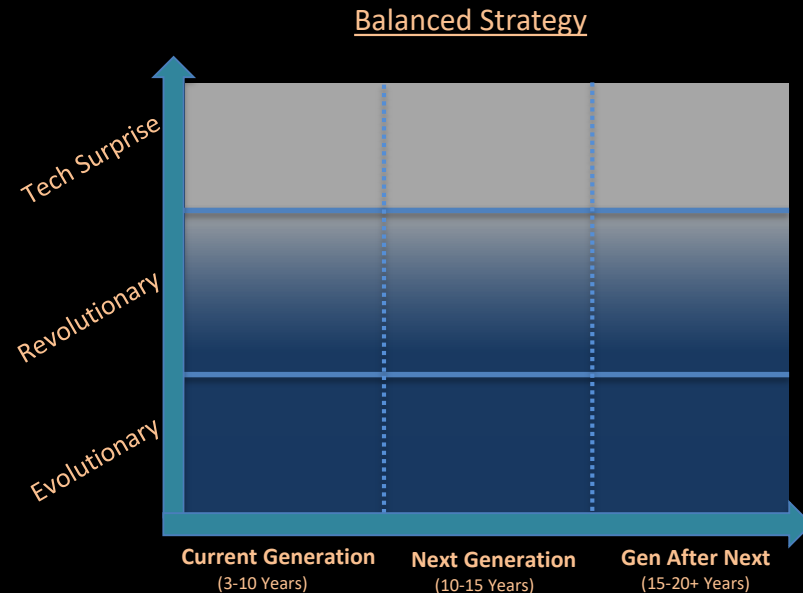 Balanced Strategy
Tech Surprise
Revolutionary
Evolutionary
Current Generation
(3-10 Years)
Next Generation
(10-15 Years)
Gen After Next
(15-20+ Years)